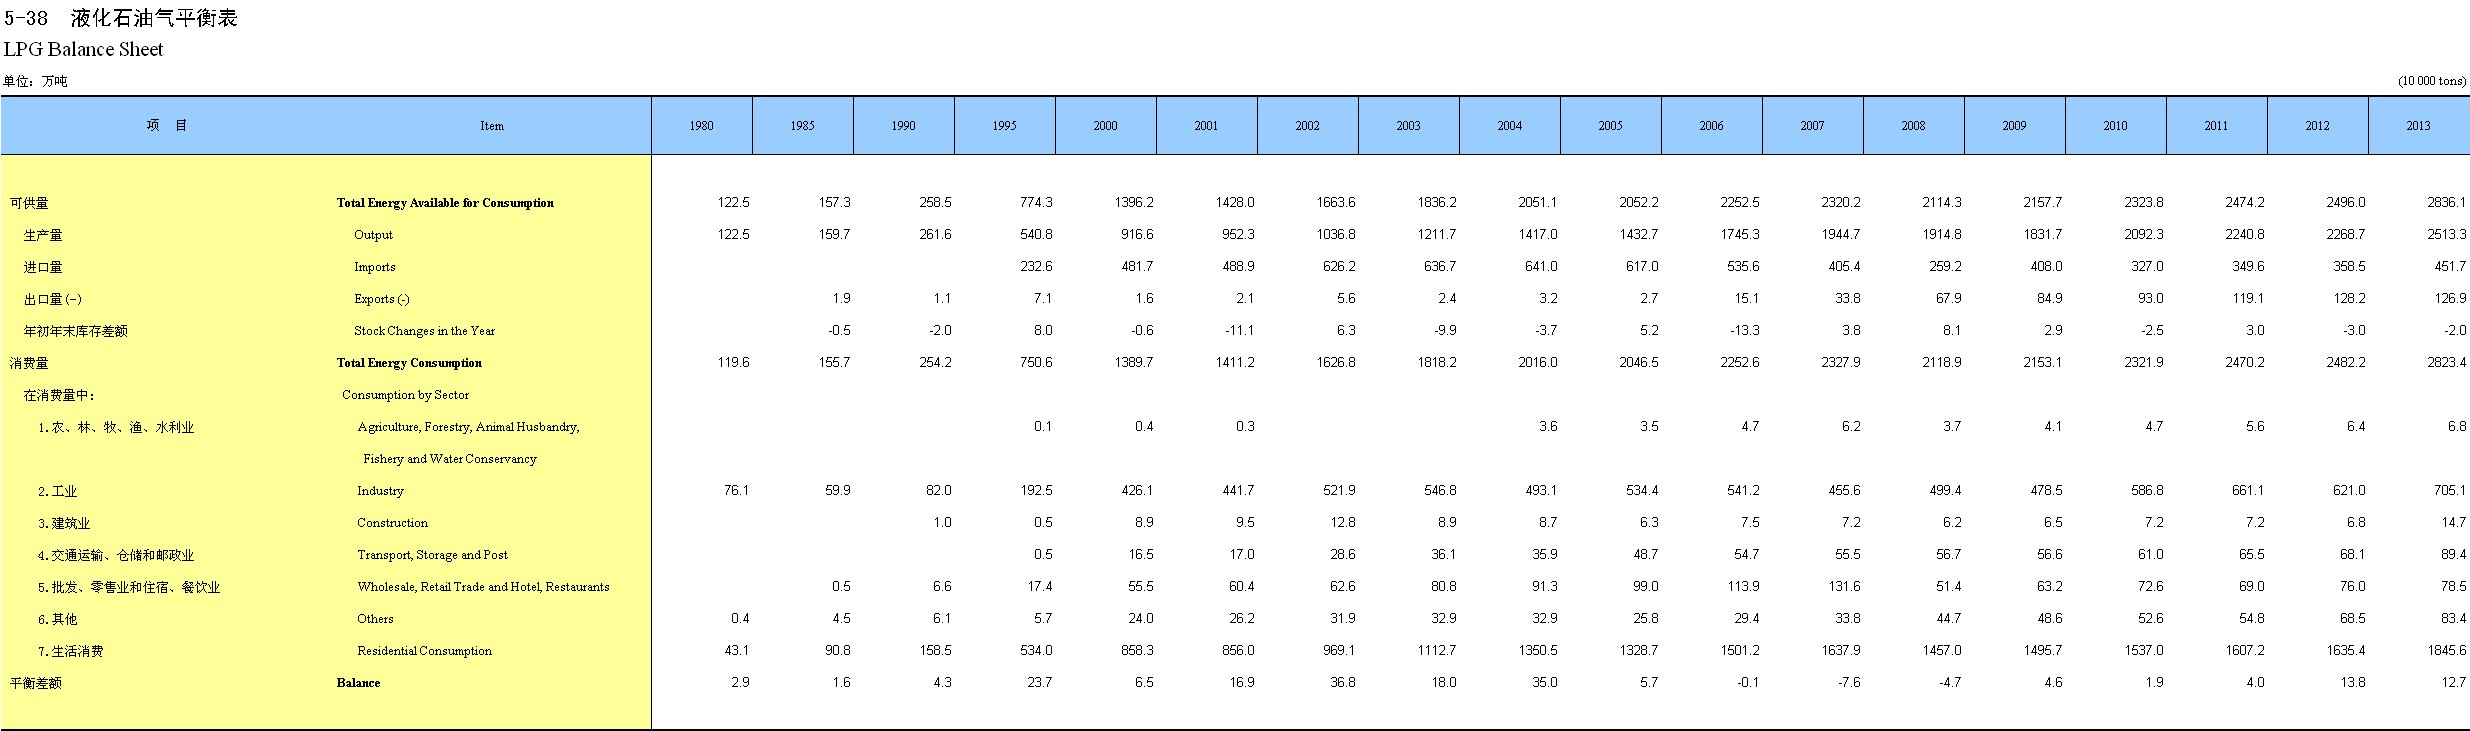 5-38 液化石油气平衡表
LPG Balance Sheet
单位：万吨 (10 000 tons)
项 目 Item 1980 1985 1990 1995 2000 2001 2002 2003 2004 2005 2006 2007 2008 2009 2010 2011 2012 2013
可供量 Total Energy Available for Consumption 122.5 157.3 258.5 774.3 1396.2 1428.0 1663.6 1836.2 2051.1 2052.2 2252.5 2320.2 2114.3 2157.7 2323.8 2474.2 2496.0 2836.1
生产量 Output 122.5 159.7 261.6 540.8 916.6 952.3 1036.8 1211.7 1417.0 1432.7 1745.3 1944.7 1914.8 1831.7 2092.3 2240.8 2268.7 2513.3
进口量 Imports 232.6 481.7 488.9 626.2 636.7 641.0 617.0 535.6 405.4 259.2 408.0 327.0 349.6 358.5 451.7
出口量(-) Exports (-) 1.9 1.1 7.1 1.6 2.1 5.6 2.4 3.2 2.7 15.1 33.8 67.9 84.9 93.0 119.1 128.2 126.9
年初年末库存差额 Stock Changes in the Year -0.5 -2.0 8.0 -0.6 -11.1 6.3 -9.9 -3.7 5.2 -13.3 3.8 8.1 2.9 -2.5 3.0 -3.0 -2.0
消费量 Total Energy Consumption 119.6 155.7 254.2 750.6 1389.7 1411.2 1626.8 1818.2 2016.0 2046.5 2252.6 2327.9 2118.9 2153.1 2321.9 2470.2 2482.2 2823.4
在消费量中： Consumption by Sector
1.农、林、牧、渔、水利业 Agriculture, Forestry, Animal Husbandry, 0.1 0.4 0.3 3.6 3.5 4.7 6.2 3.7 4.1 4.7 5.6 6.4 6.8
Fishery and Water Conservancy
2.工业 Industry 76.1 59.9 82.0 192.5 426.1 441.7 521.9 546.8 493.1 534.4 541.2 455.6 499.4 478.5 586.8 661.1 621.0 705.1
3.建筑业 Construction 1.0 0.5 8.9 9.5 12.8 8.9 8.7 6.3 7.5 7.2 6.2 6.5 7.2 7.2 6.8 14.7
4.交通运输、仓储和邮政业 Transport, Storage and Post 0.5 16.5 17.0 28.6 36.1 35.9 48.7 54.7 55.5 56.7 56.6 61.0 65.5 68.1 89.4
5.批发、零售业和住宿、餐饮业 Wholesale, Retail Trade and Hotel, Restaurants 0.5 6.6 17.4 55.5 60.4 62.6 80.8 91.3 99.0 113.9 131.6 51.4 63.2 72.6 69.0 76.0 78.5
6.其他 Others 0.4 4.5 6.1 5.7 24.0 26.2 31.9 32.9 32.9 25.8 29.4 33.8 44.7 48.6 52.6 54.8 68.5 83.4
7.生活消费 Residential Consumption 43.1 90.8 158.5 534.0 858.3 856.0 969.1 1112.7 1350.5 1328.7 1501.2 1637.9 1457.0 1495.7 1537.0 1607.2 1635.4 1845.6
平衡差额 Balance 2.9 1.6 4.3 23.7 6.5 16.9 36.8 18.0 35.0 5.7 -0.1 -7.6 -4.7 4.6 1.9 4.0 13.8 12.7